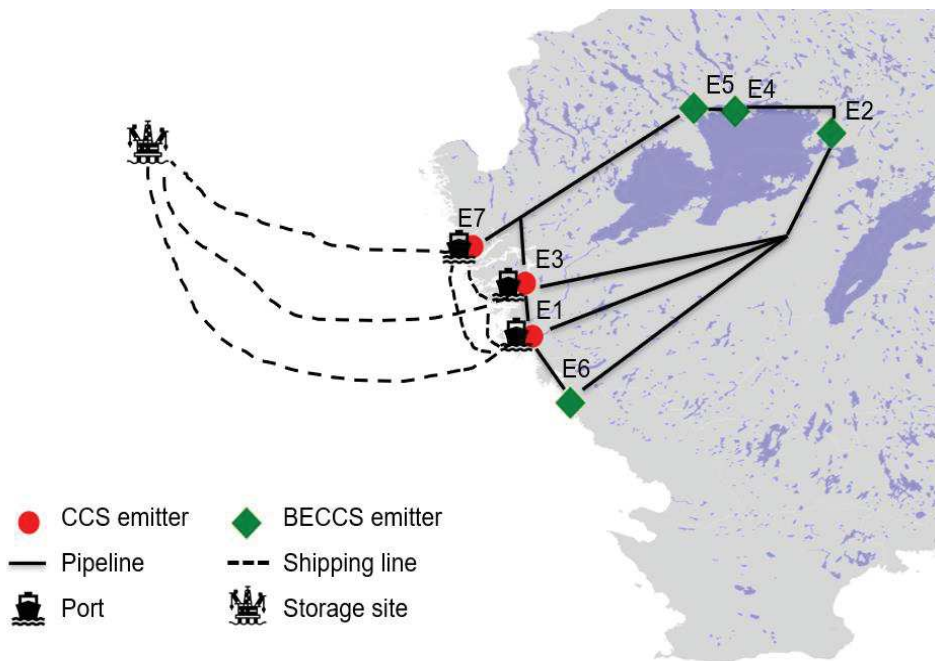 E5 E4
E2
E7
E3
E1
E6
CCS emitter
BECCS emitter
Pipeline
Shipping line
Port
Storage site